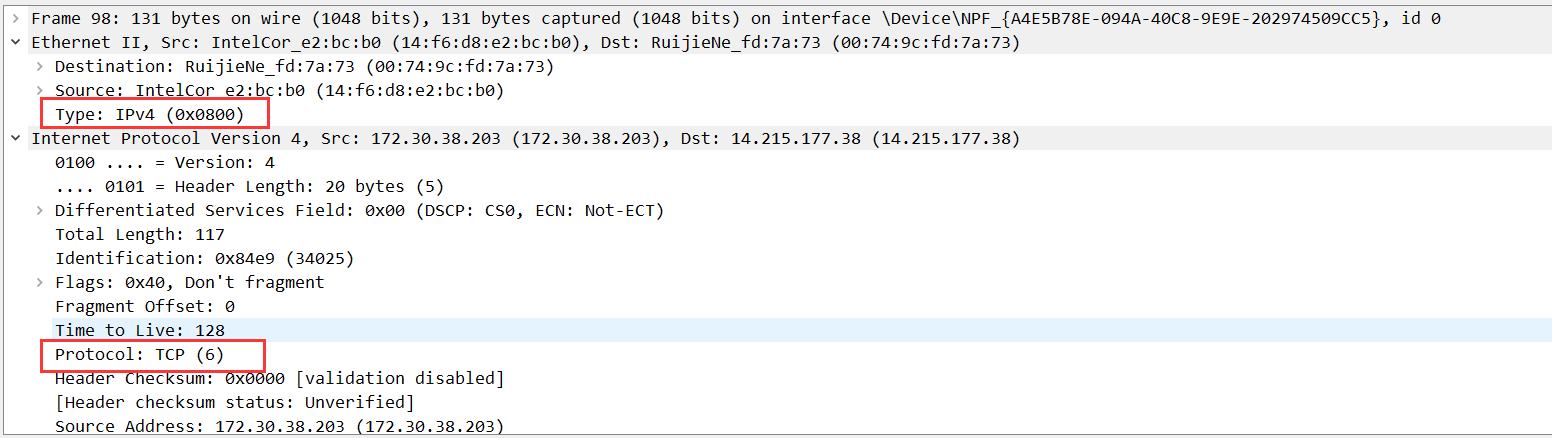 Frame 98: 131 bytes on wire (1048 bits), 131 bytes captured (1048 bits) on interface \Device\NPF_{A4E5B78E-094A-40C8-9E9E-202974509CC5}, id 0
Ethernet II, Src: IntelCor_e2:bc:b0 (14:f6:d8:e2:bc:b0), Dst: RuijieNe_fd:7a:73 (00:74:9c:fd:7a:73)
Destination: RuijieNe_fd:7a:73 (00:74:9c:fd:7a:73)
Source: IntelCor_e2:bc:b0 (14:f6:d8:e2:bc:b0)
Type: IPv4 (0x0800)
Internet Protocol Version 4, Src: 172.30.38.203 (172.30.38.203), Dst: 14.215.177.38 (14.215.177.38)
0100 .... = Version: 4
.... 0101 = Header Length: 20 bytes (5)
Differentiated Services Field: 0x00 (DSCP: CS0, ECN: Not-ECT)
Total Length: 117
Identification: 0x84e9 (34025)
Flags: 0x40, Don't fragment
Fragment Offset: 0
Time to Live: 128
Protocol: TCP (6)
Header Checksum: 0x0000 [validation disabled]
[Header checksum status: Unverified]
Source Address: 172.30.38.203 (172.30.38.203)